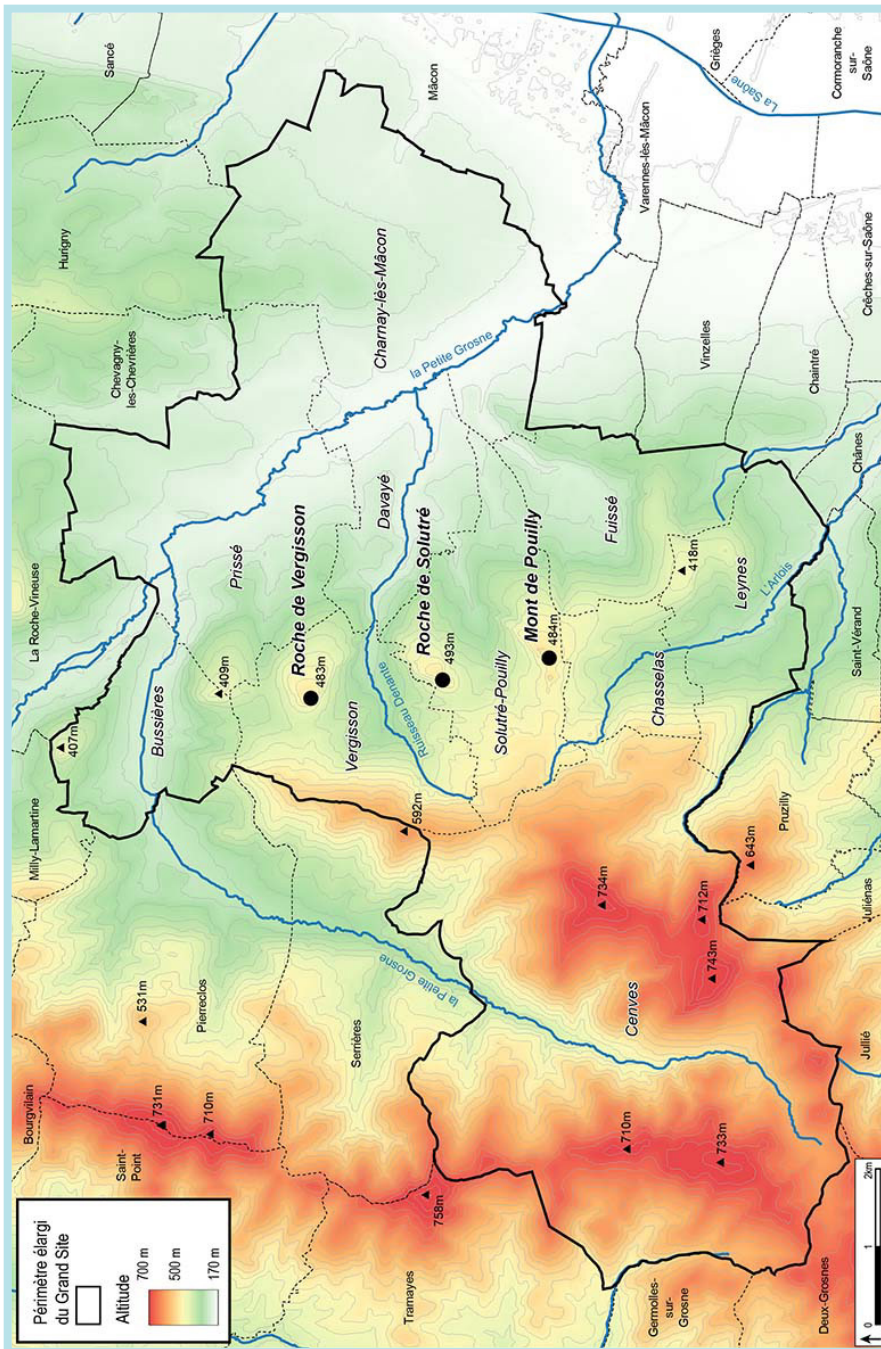 Périmètre élargi
du Grand Site
Altitude
700 m
500 m
170 m
Bourgvilain
Saint-
Point
731m
710m
531m
Pierreclos
Milly-Lamartine
407m
La Roche-Vineuse
Bussières
Prissé
409m
Roche de Vergisson
483m
Vergisson
Chevagny-
les-Chevrières
Hurigny
Sancé
Mâcon
Charnay-lès-Mâcon
la Petite Grosne
Davayé
Ruisseau Denante
Roche de Solutré
493m
Solutré-Pouilly
Mont de Pouilly
484m
Fuissé
418m
Leynes
L'Arlois
Chasselas
592m
Serrières
la Petite Grosne
Tramayes
758m
Cenves
734m
712m
743m
643m
710m
733m
Germolles-
sur-
Grosne
Deux-Grosnes
Jullié
Juliénas
Pruzilly
Saint-Vérand
Chânes
Chaintré
Vinzelles
Crêches-sur-Saône
Varennes-lès-Mâcon
La Saône
Grièges
Cormoranche
sur-
Saône
0 1 2km